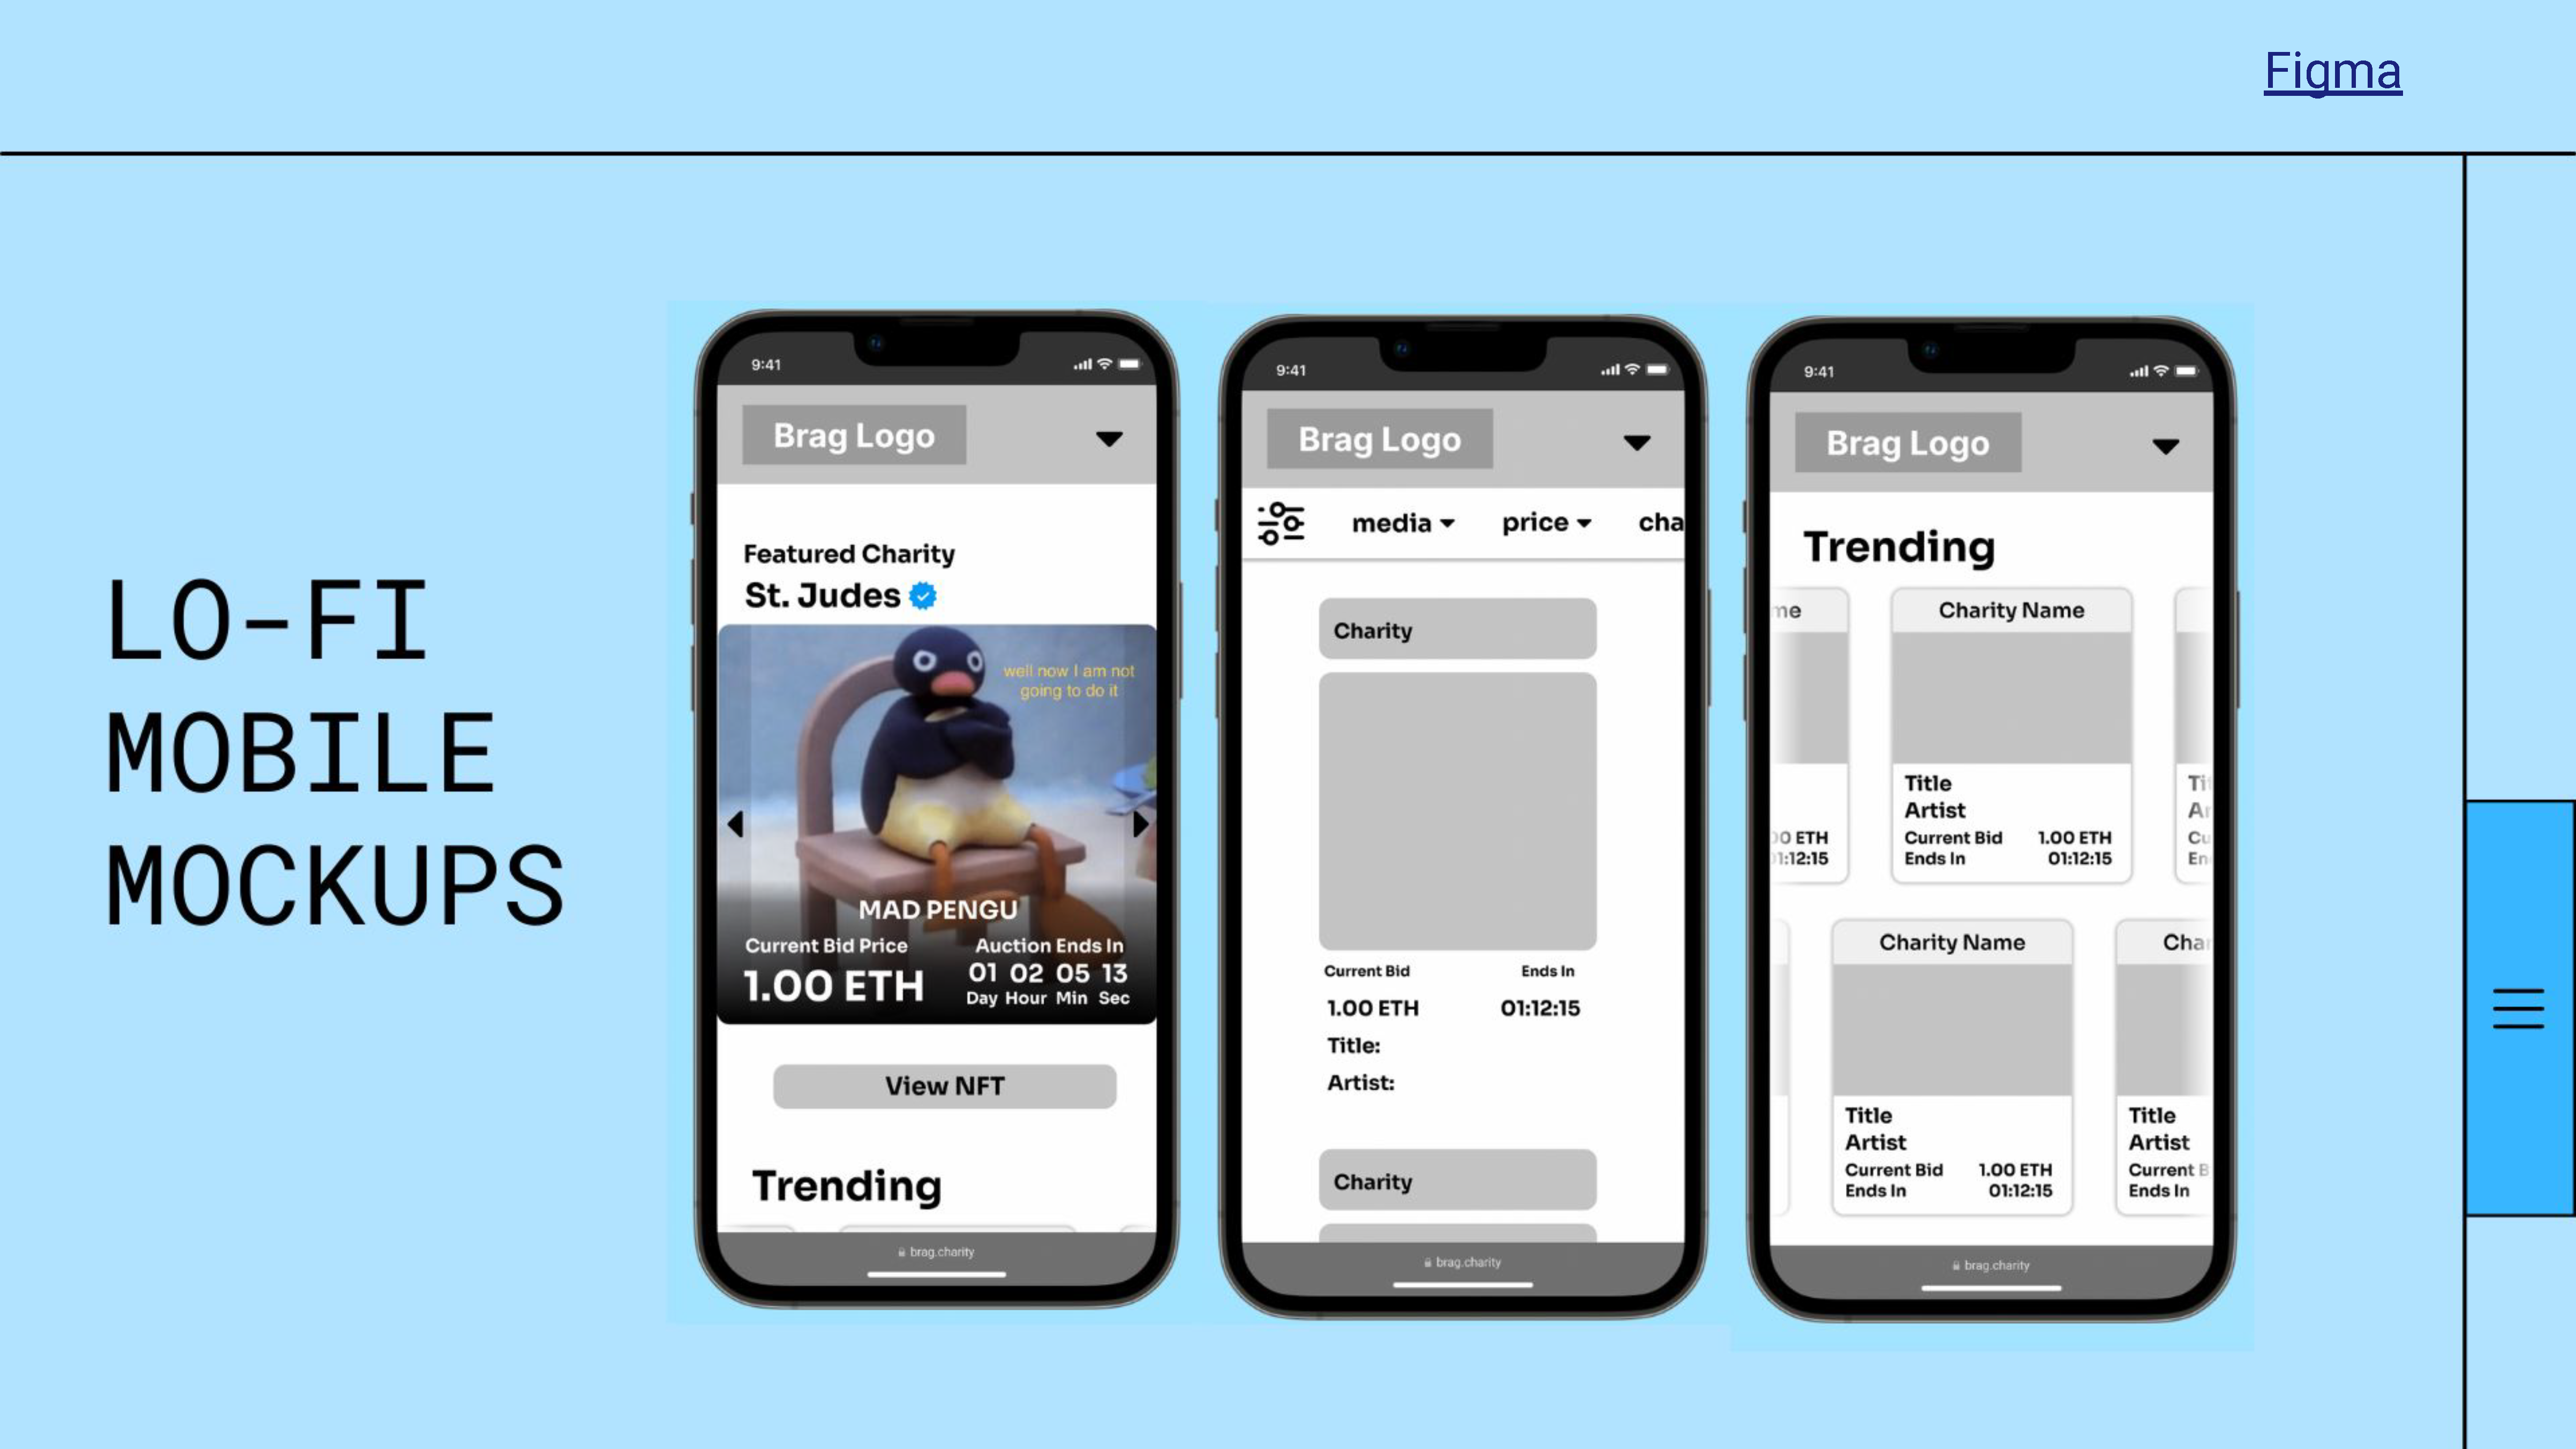 Figma
LO-FI
MOBILE
MOCKUPS
9:41
Brag Logo
Featured Charity
St. Judes
well now I am not
going to do it
MAD PENGU
Current Bid Price
Auction Ends In
1.00 ETH
01 02 05 13
Day Hour Min Sec
View NFT
Trending
brag.charity
9:41
Brag Logo
media
price
cha
Charity
Current Bid
Ends In
1.00 ETH
01:12:15
Title:
Artist:
Charity
brag.charity
9:41
Brag Logo
Trending
me
00 ETH
01:12:15
Charity Name
Title
Artist
Current Bid 1.00 ETH
Ends In 01:12:15
Ti
Ar
Cu
En
Charity Name
Title
Artist
Current Bid 1.00 ETH
Ends In 01:12:15
Char
Title
Artist
Current B
Ends In
brag.charity